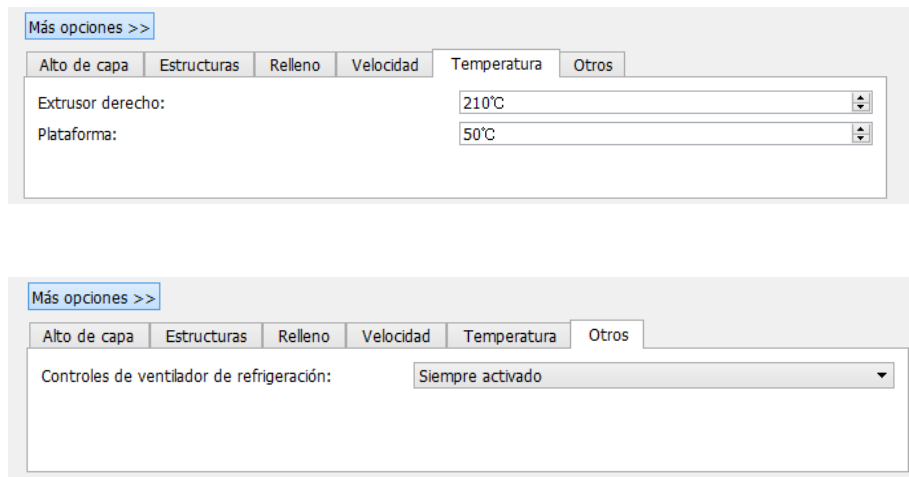 Más opciones >>
Alto de capa Estructuras Relleno Velocidad Temperatura Otros
Extrusor derecho: 210℃
Plataforma: 50℃
Más opciones >>
Alto de capa Estructuras Relleno Velocidad Temperatura Otros
Controles de ventilador de refrigeración: Siempre activado